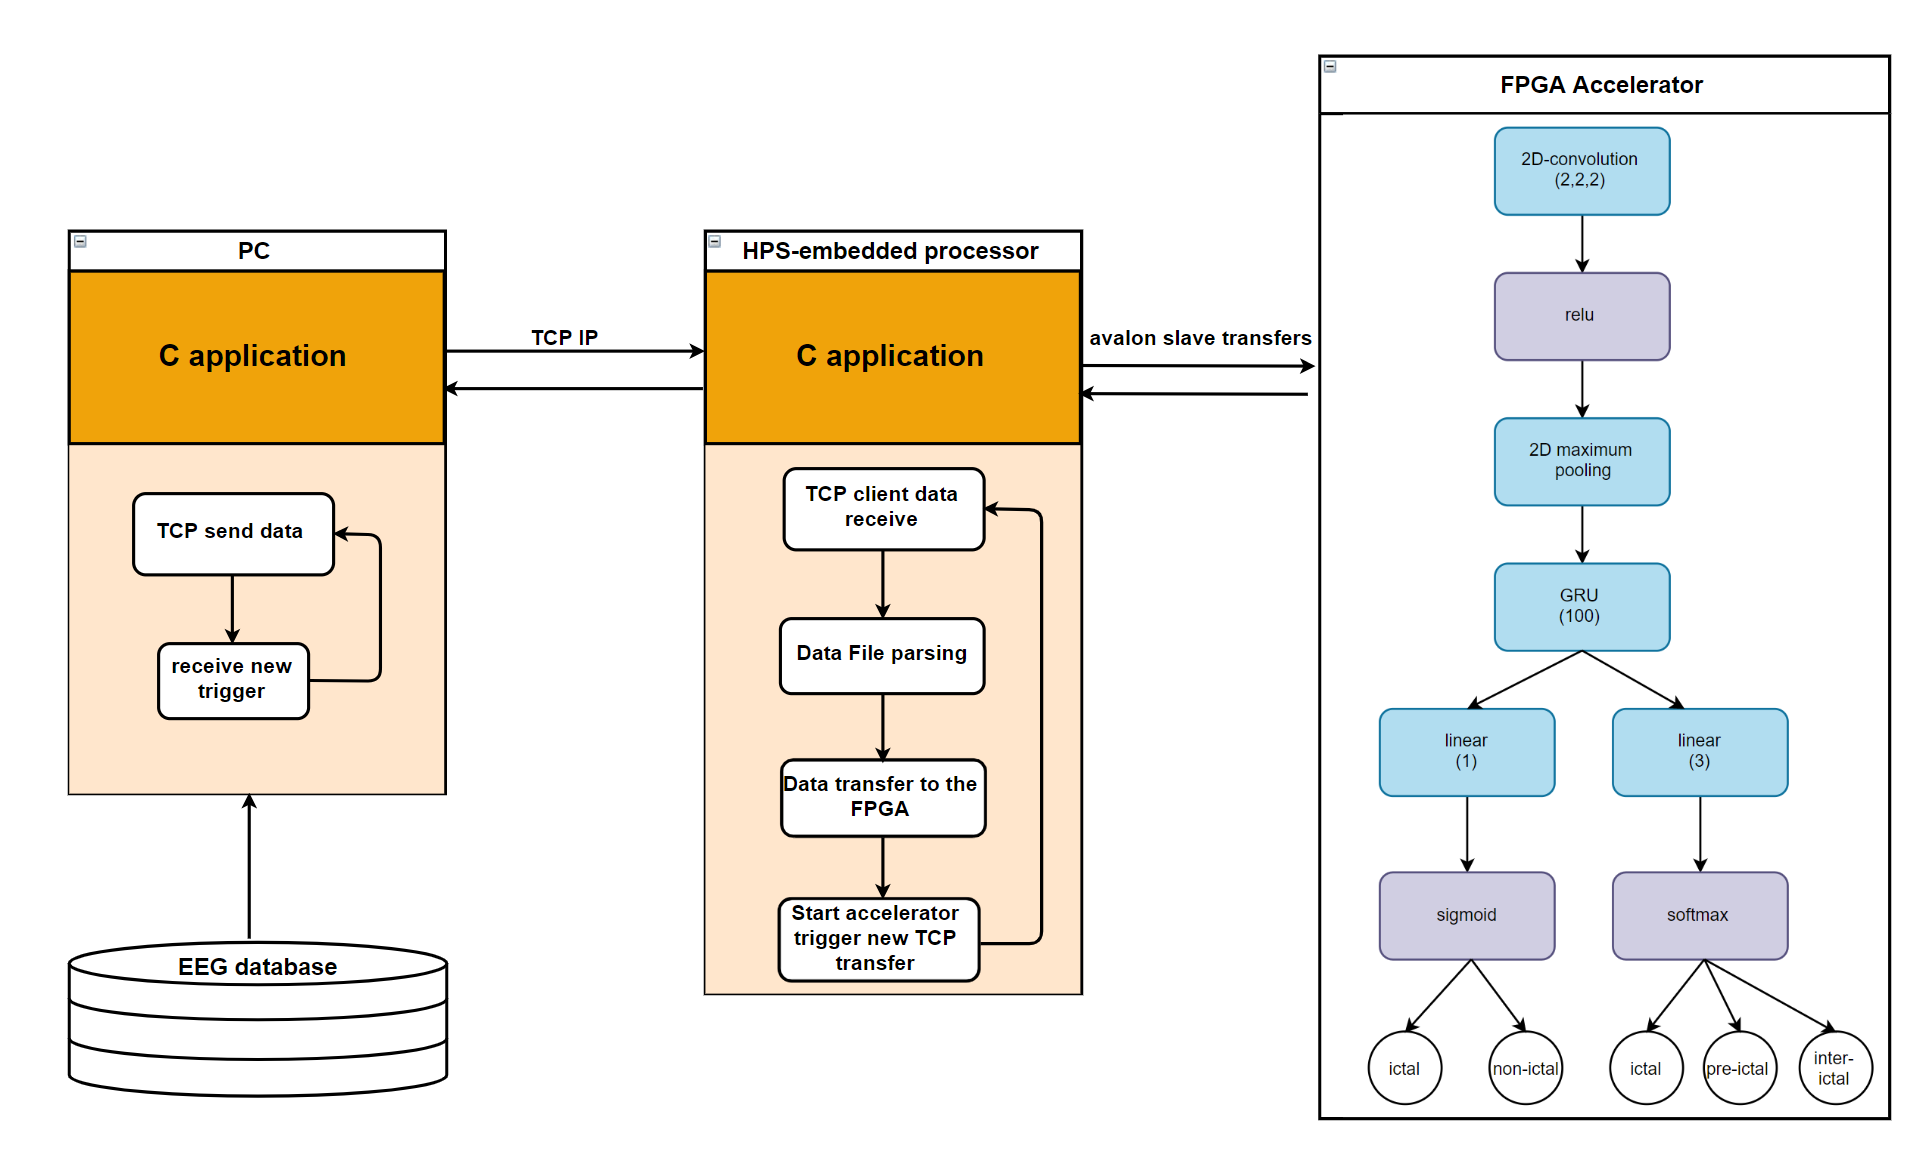 PC
C application
TCP send data
receive new
trigger
EEG database
TCP IP
HPS-embedded processor
C application
TCP client data
receive
Data File parsing
Data transfer to the
FPGA
Start accelerator
trigger new TCP
transfer
avalon slave transfers
FPGA Accelerator
2D-convolution
(2,2,2)
relu
2D maximum
pooling
GRU
(100)
linear
(1)
linear
(3)
sigmoid
softmax
ictal
non-ictal
ictal
pre-ictal
inter-
ictal